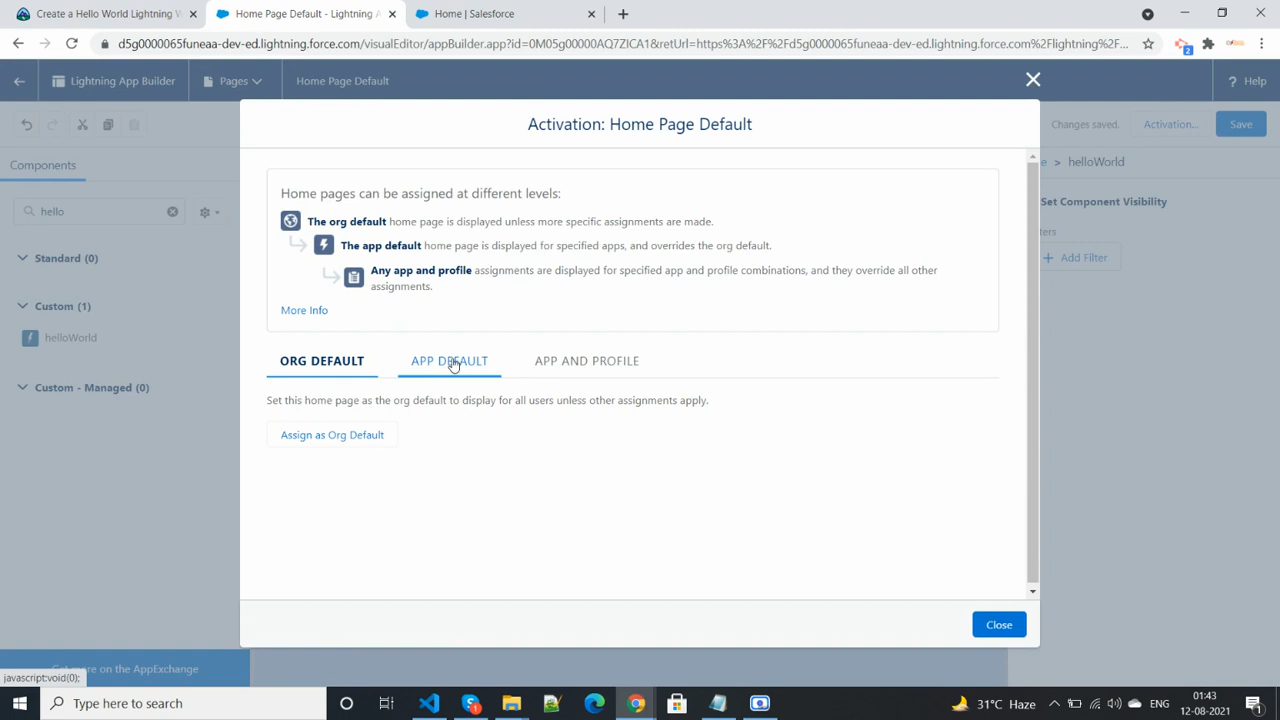 Create a Hello World Lightning W
Home Page Default - Lightning A
Home | Salesforce
d5g0000065funeaa-dev-ed.lightning.force.com/visualEditor/appBuilder.app?id=0M05g00000AQ7ZICA1&retUrl=https%3A%2F%2Fd5g0000065funeaa-dev-ed.lightning.force.com%2Flightning%2F...
2
Lightning App Builder
Pages
Home Page Default
? Help
Activation: Home Page Default
Changes saved.
Activation...
Save
Components
e > helloWorld
Home pages can be assigned at different levels:
Set Component Visibility
hello
The org default home page is displayed unless more specific assignments are made.
ters
The app default home page is displayed for specified apps, and overrides the org default.
Standard (0)
Add Filter
Any app and profile assignments are displayed for specified app and profile combinations, and they override all other
assignments.
Custom (1)
More Info
helloWorld
ORG DEFAULT
APP DEFAULT
APP AND PROFILE
Custom - Managed (0)
Set this home page as the org default to display for all users unless other assignments apply.
Assign as Org Default
Close
Get more on the AppExchange
javascript:void(0);
Type here to search
31°C Haze
ENG
01:43
12-08-2021
1